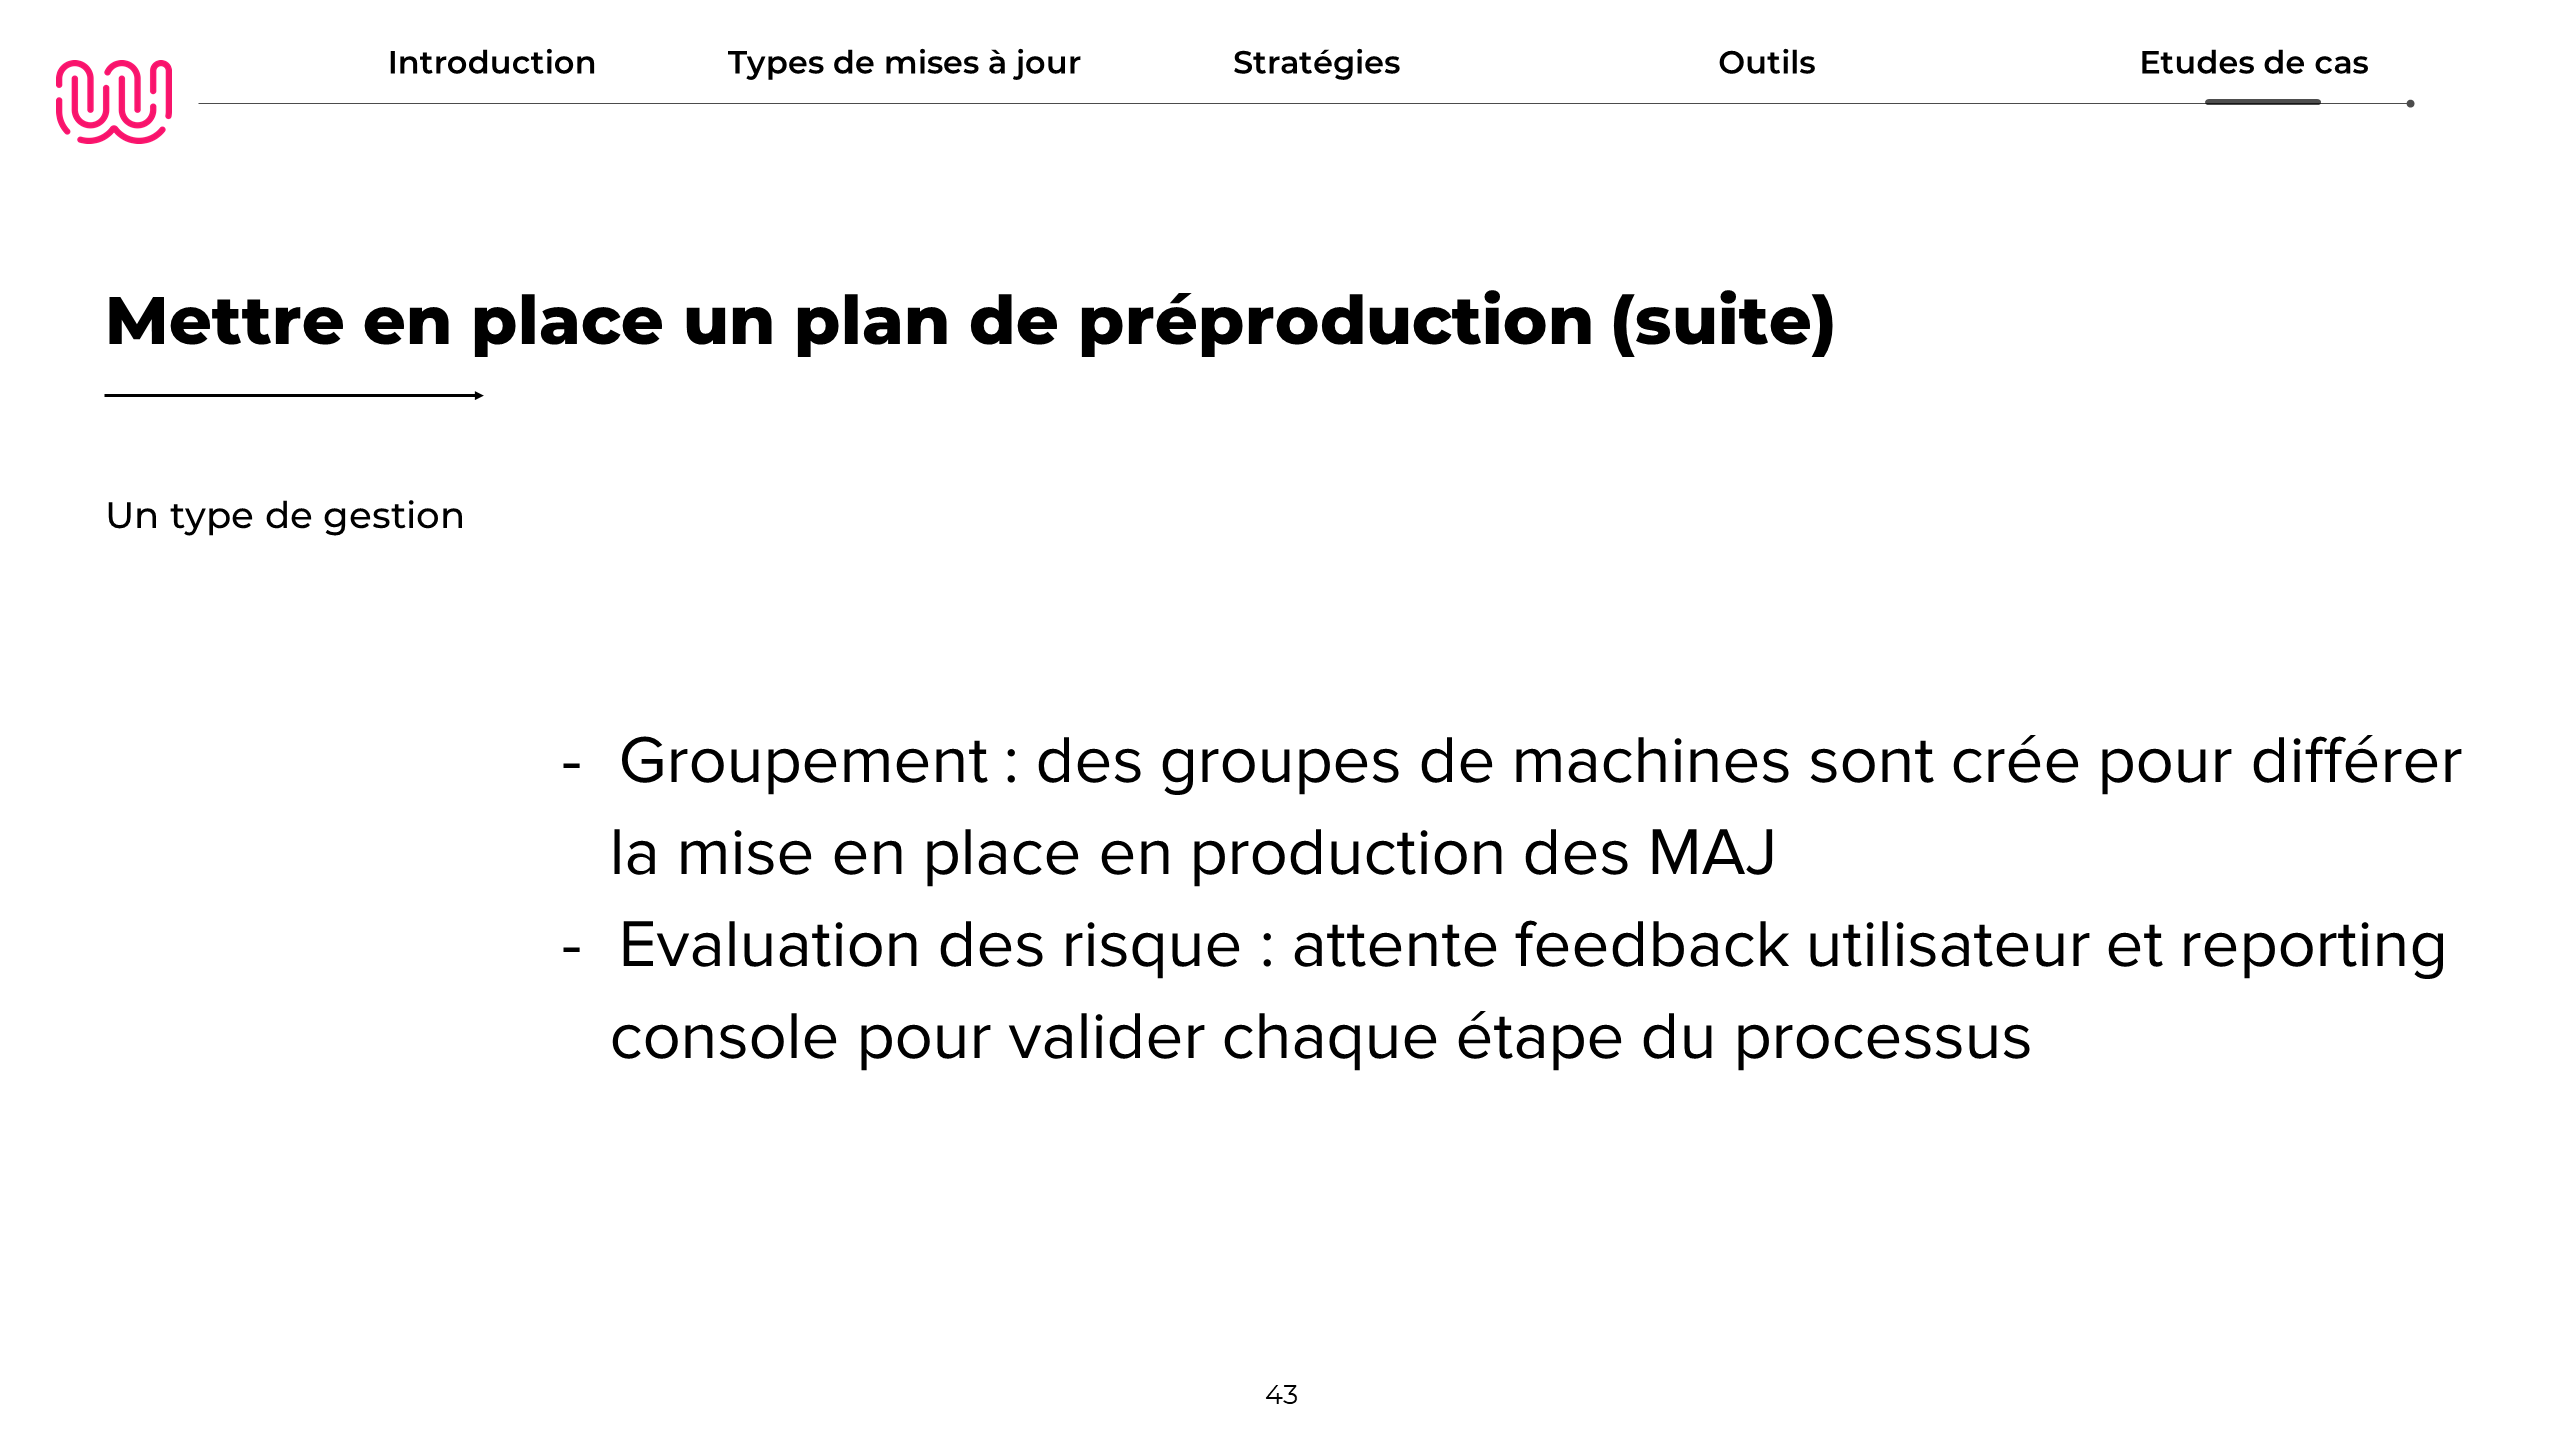 Introduction Types de mises à jour Stratégies Outils Etudes de cas
Mettre en place un plan de préproduction (suite)
Un type de gestion
- Groupement : des groupes de machines sont crée pour différer
la mise en place en production des MAJ
- Evaluation des risque : attente feedback utilisateur et reporting
console pour valider chaque étape du processus
43